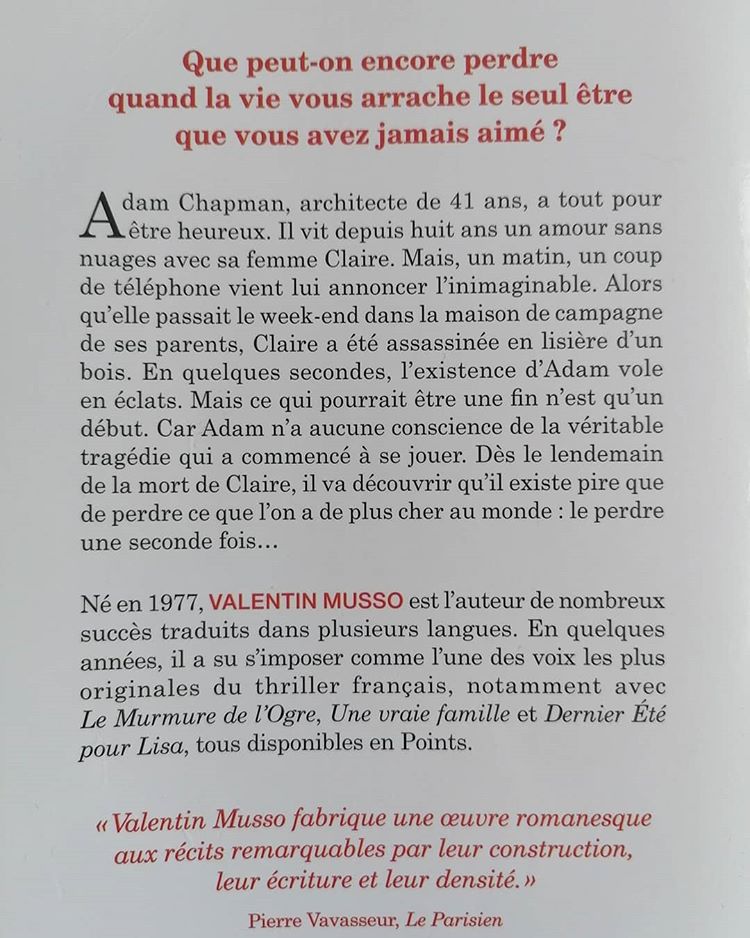 Que peut-on encore perdre
quand la vie vous arrache le seul être
que vous avez jamais aimé ?
Adam Chapman, architecte de 41 ans, a tout pour
être heureux. Il vit depuis huit ans un amour sans
nuages avec sa femme Claire. Mais, un matin, un coup
de téléphone vient lui annoncer l'inimaginable. Alors
qu'elle passait le week-end dans la maison de campagne
de ses parents, Claire a été assassinée en lisière d'un
bois. En quelques secondes, l'existence d'Adam vole
en éclats. Mais ce qui pourrait être une fin n'est qu'un
début. Car Adam n'a aucune conscience de la véritable
tragédie qui a commencé à se jouer. Dès le lendemain
de la mort de Claire, il va découvrir qu'il existe pire que
de perdre ce que l'on a de plus cher au monde : le perdre
une seconde fois...
Né en 1977, VALENTIN MUSSO est l'auteur de nombreux
succès traduits dans plusieurs langues. En quelques
années, il a su s'imposer comme l'une des voix les plus
originales du thriller français, notamment avec
Le Murmure de l'Ogre, Une vraie famille et Dernier Été
pour Lisa, tous disponibles en Points.
« Valentin Musso fabrique une œuvre romanesque
aux récits remarquables par leur construction,
leur écriture et leur densité. »
Pierre Vavasseur, Le Parisien